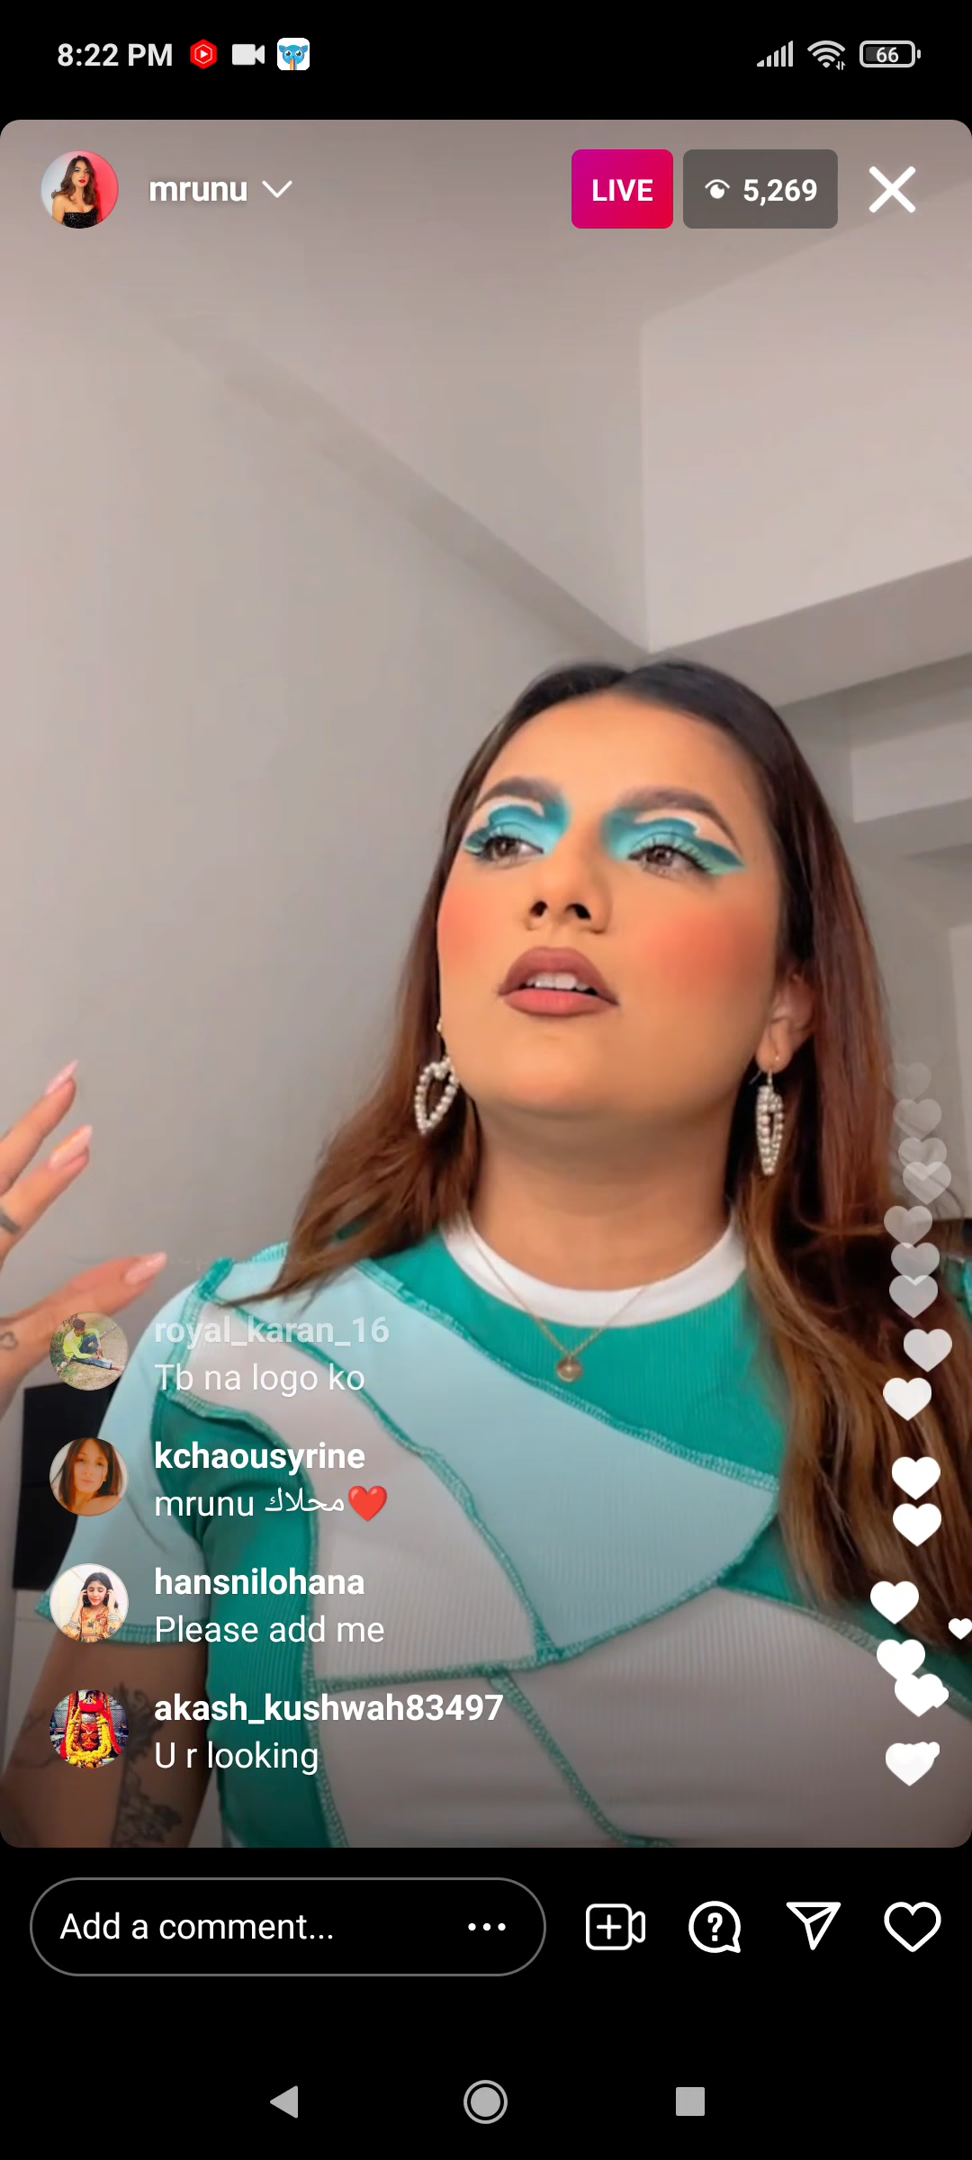 8:22 PM
66
mrunu
LIVE
5,269
royal_karan_16
Tb na logo ko
kchaousyrine
mrunu محلاك❤️
hansnilohana
Please add me
akash_kushwah83497
U r looking
Add a comment...